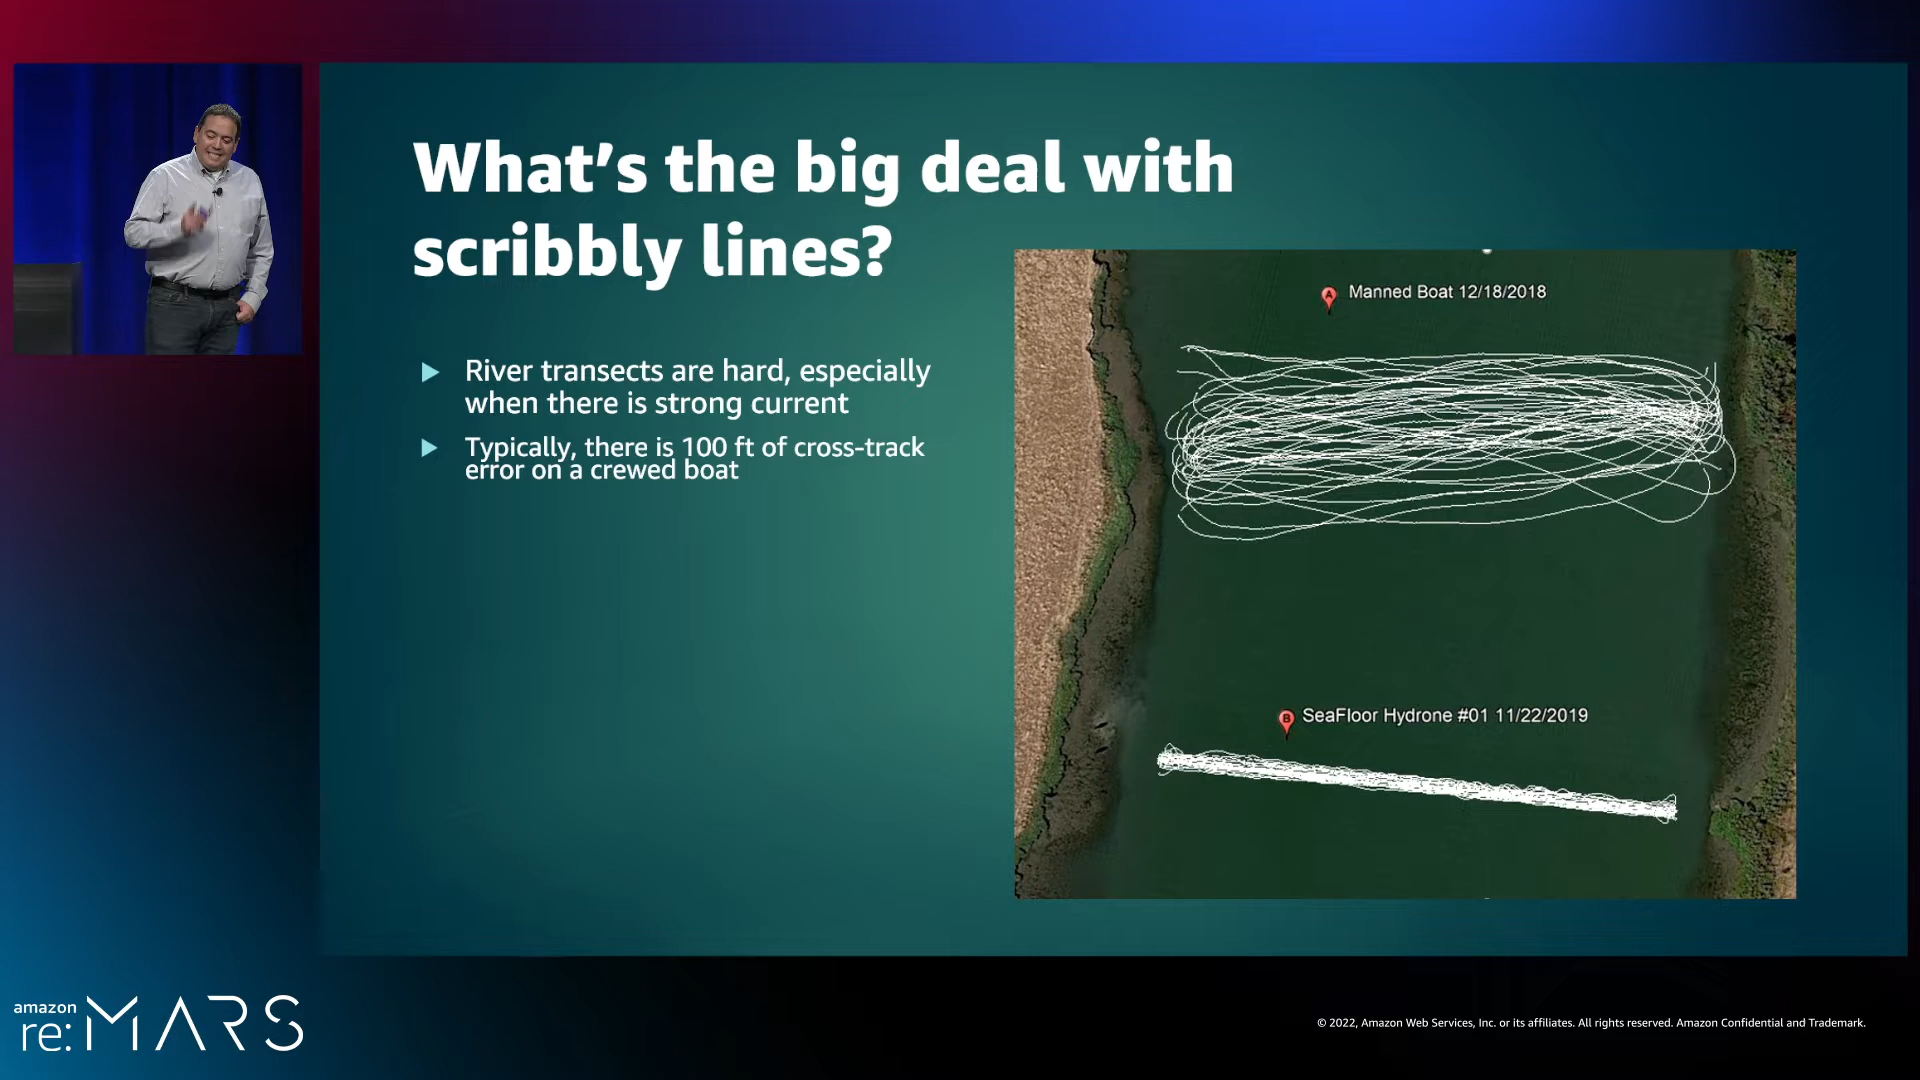 What's the big deal with
scribbly lines?
River transects are hard, especially
when there is strong current
Typically, there is 100 ft of cross-track
error on a crewed boat
A
Manned Boat 12/18/2018
B
SeaFloor Hydrone #01 11/22/2019
amazon
re:MARS
© 2022, Amazon Web Services, Inc. or its affiliates. All rights reserved. Amazon Confidential and Trademark.